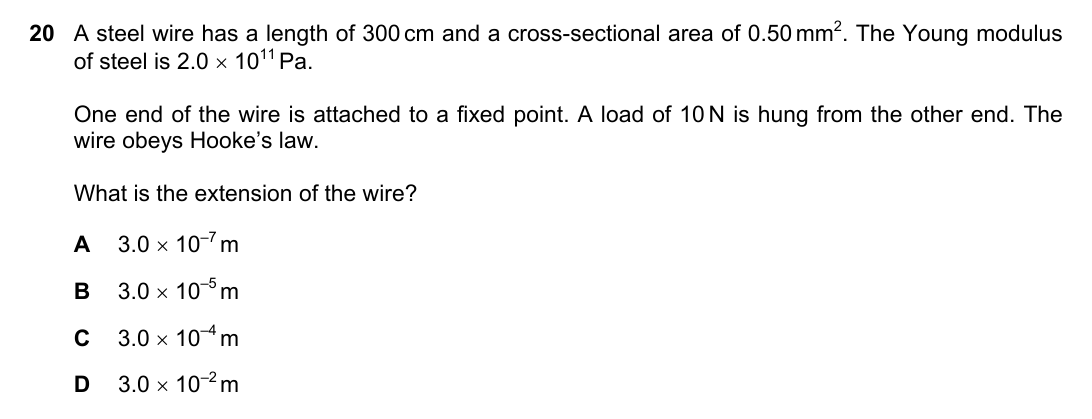 20 A steel wire has a length of 300 cm and a cross-sectional area of 0.50 mm². The Young modulus
of steel is 2.0 × 10¹¹ Pa.
One end of the wire is attached to a fixed point. A load of 10 N is hung from the other end. The
wire obeys Hooke’s law.
What is the extension of the wire?
A 3.0 × 10⁻⁷ m
B 3.0 × 10⁻⁵ m
C 3.0 × 10⁻⁴ m
D 3.0 × 10⁻² m